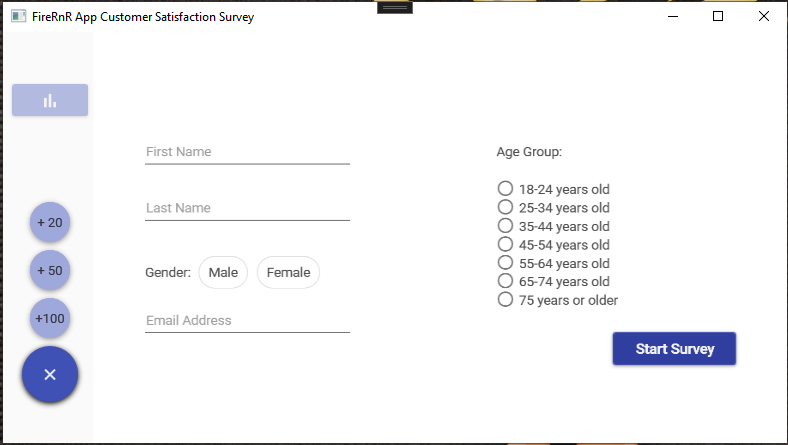 FireRnR App Customer Satisfaction Survey
First Name
Last Name
Gender: Male Female
Email Address
Age Group:
18-24 years old
25-34 years old
35-44 years old
45-54 years old
55-64 years old
65-74 years old
75 years or older
Start Survey
+ 20
+ 50
+100